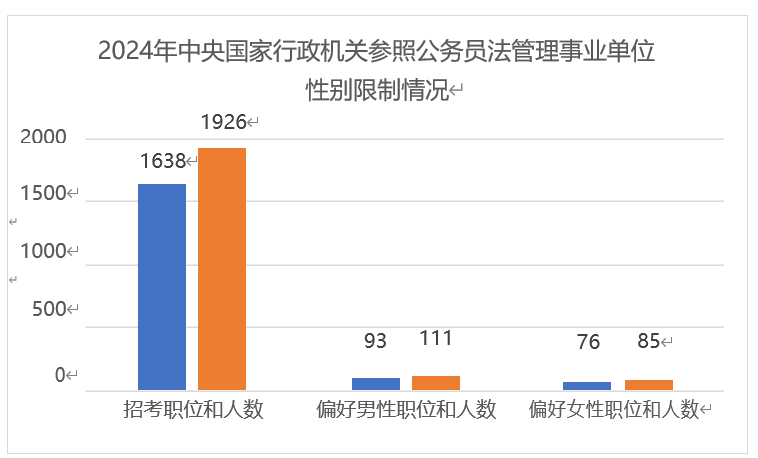 2024年中央国家行政机关参照公务员法管理事业单位
性别限制情况↵
2000
1926↵
1638↵
1500↵
↵
1000↵
↵
500↵
93
111
76
85↵
0↵
招考职位和人数
偏好男性职位和人数
偏好女性职位和人数↵